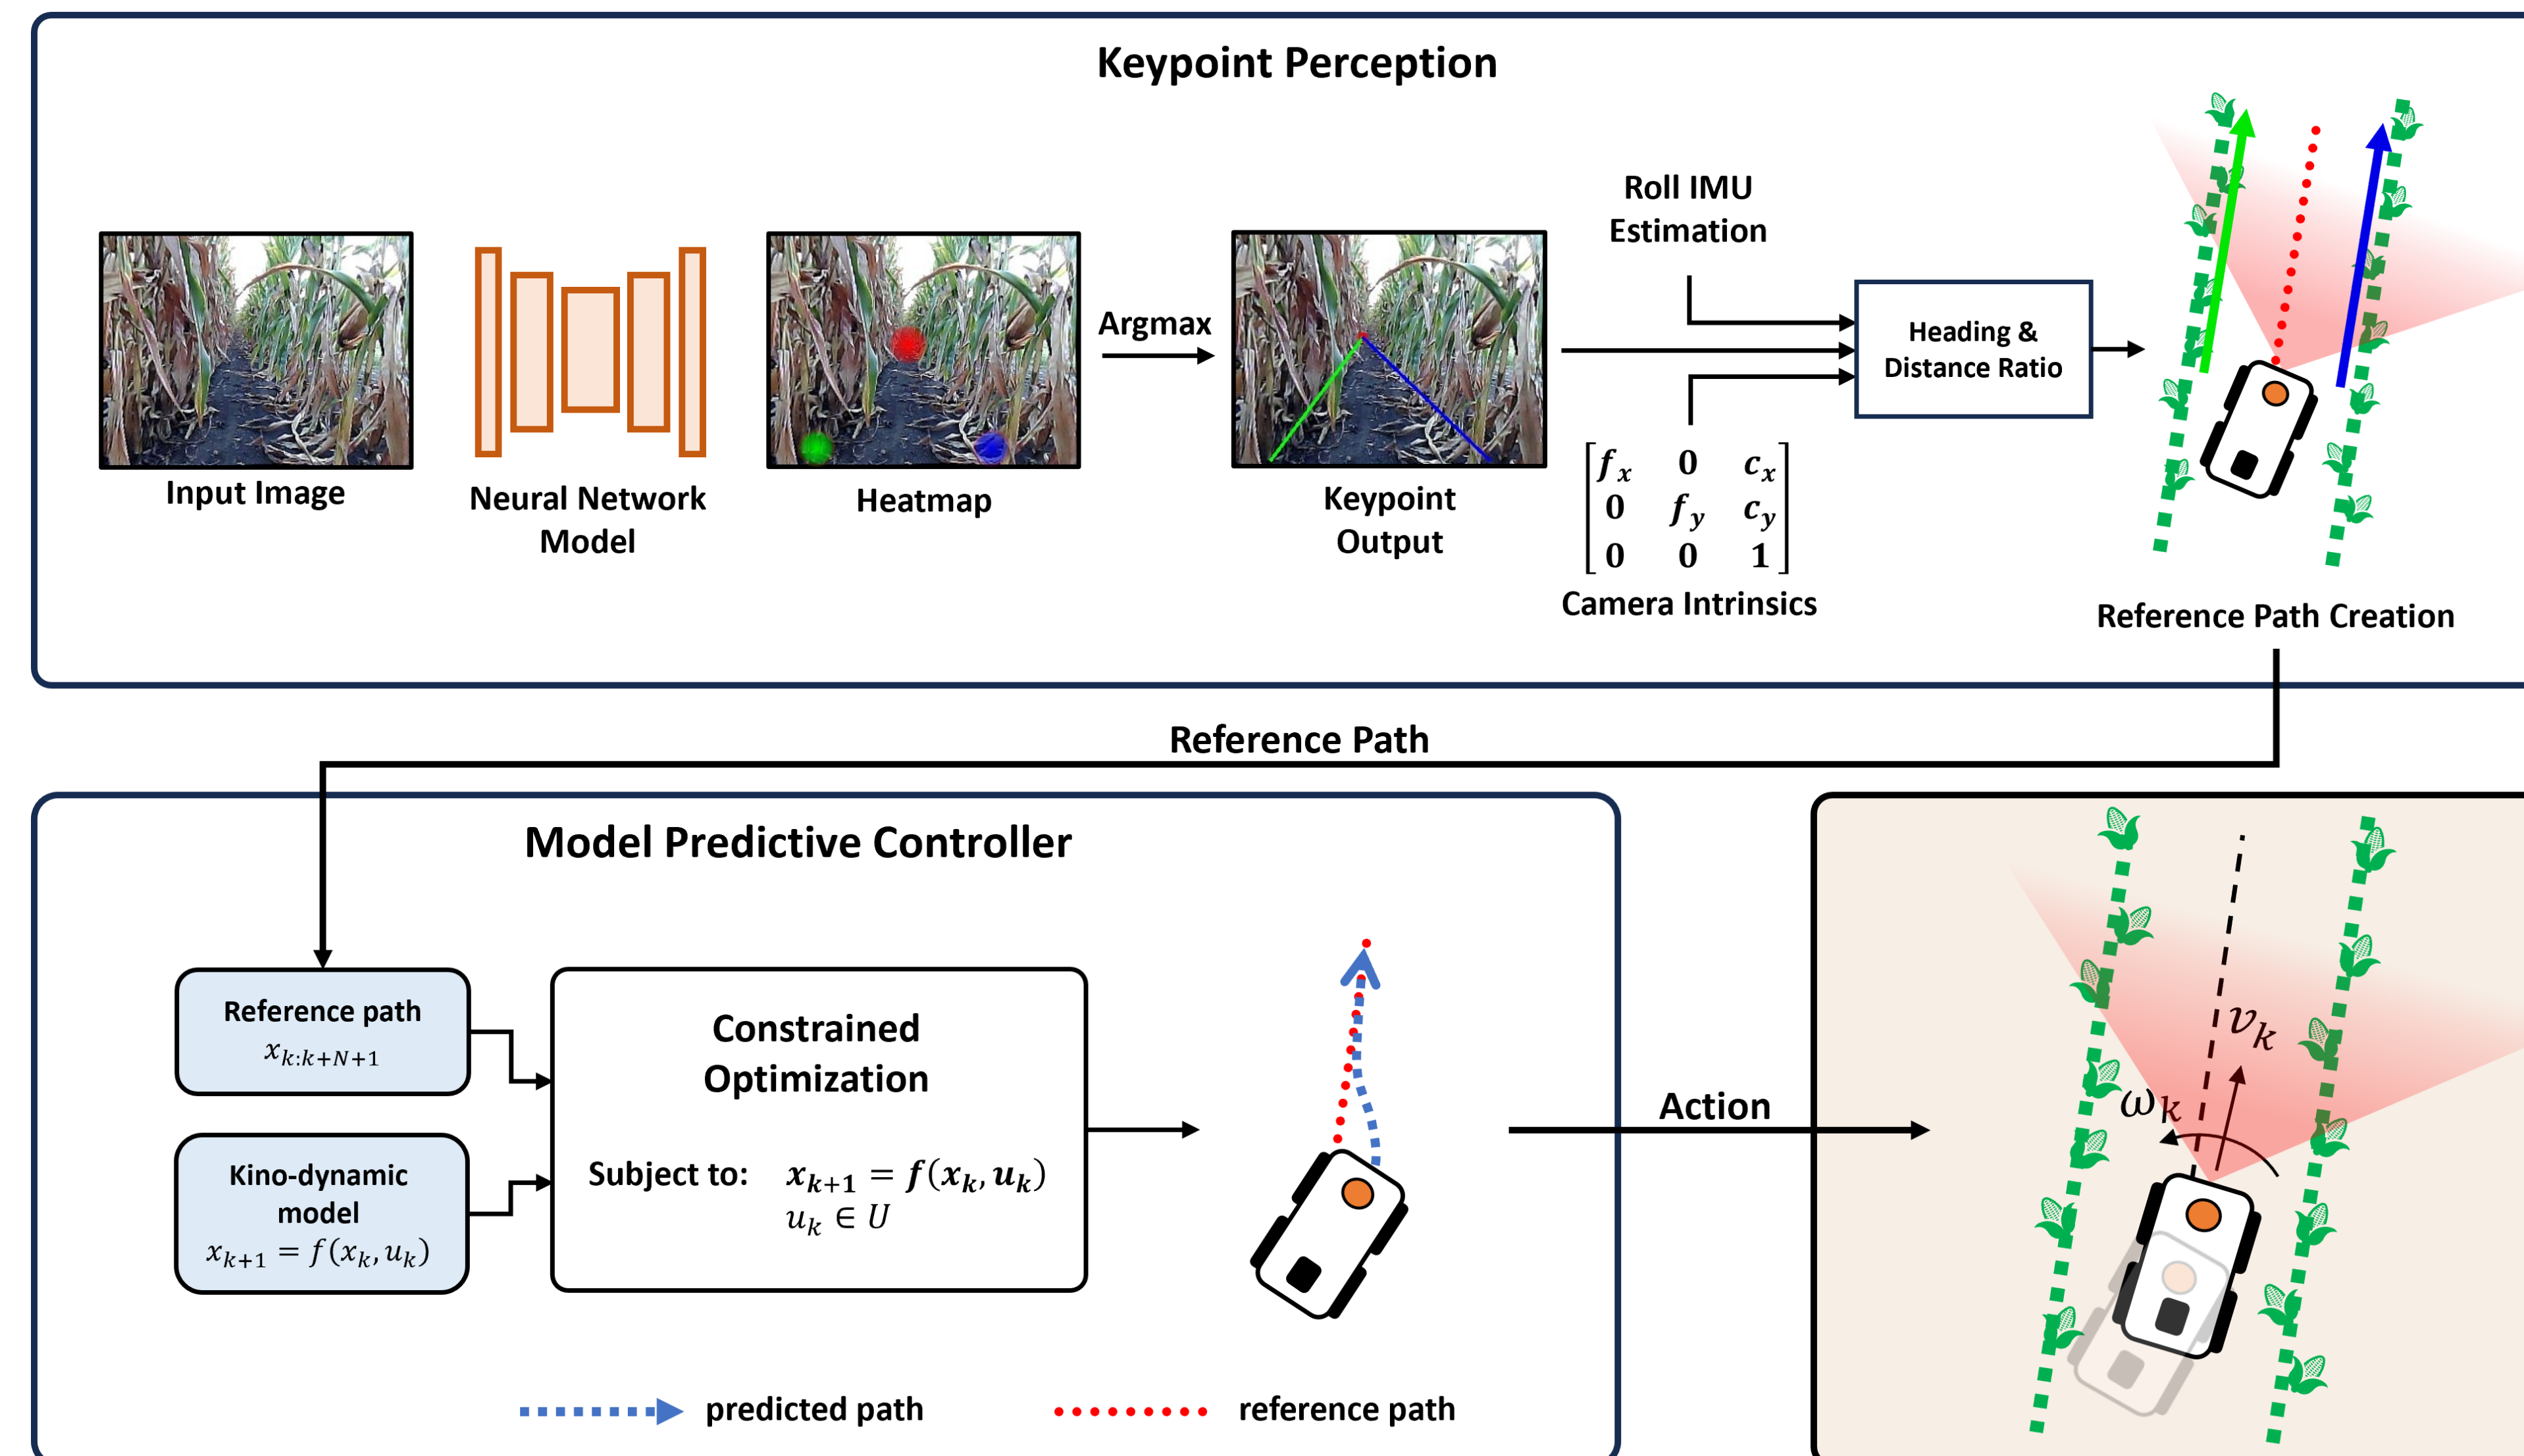 Keypoint Perception
Roll IMU
Estimation
Argmax
Heading &
Distance Ratio
Input Image
Neural Network
Model
Heatmap
Keypoint
Output
f_x 0 c_x
0 f_y c_y
0 0 1
Camera Intrinsics
Reference Path Creation
Reference Path
Model Predictive Controller
Reference path
x_{k:k+N+1}
Kino-dynamic
model
x_{k+1} = f(x_k, u_k)
Constrained
Optimization
Subject to: x_{k+1} = f(x_k, u_k)
u_k ∈ U
Action
v_k
ω_k
predicted path
reference path